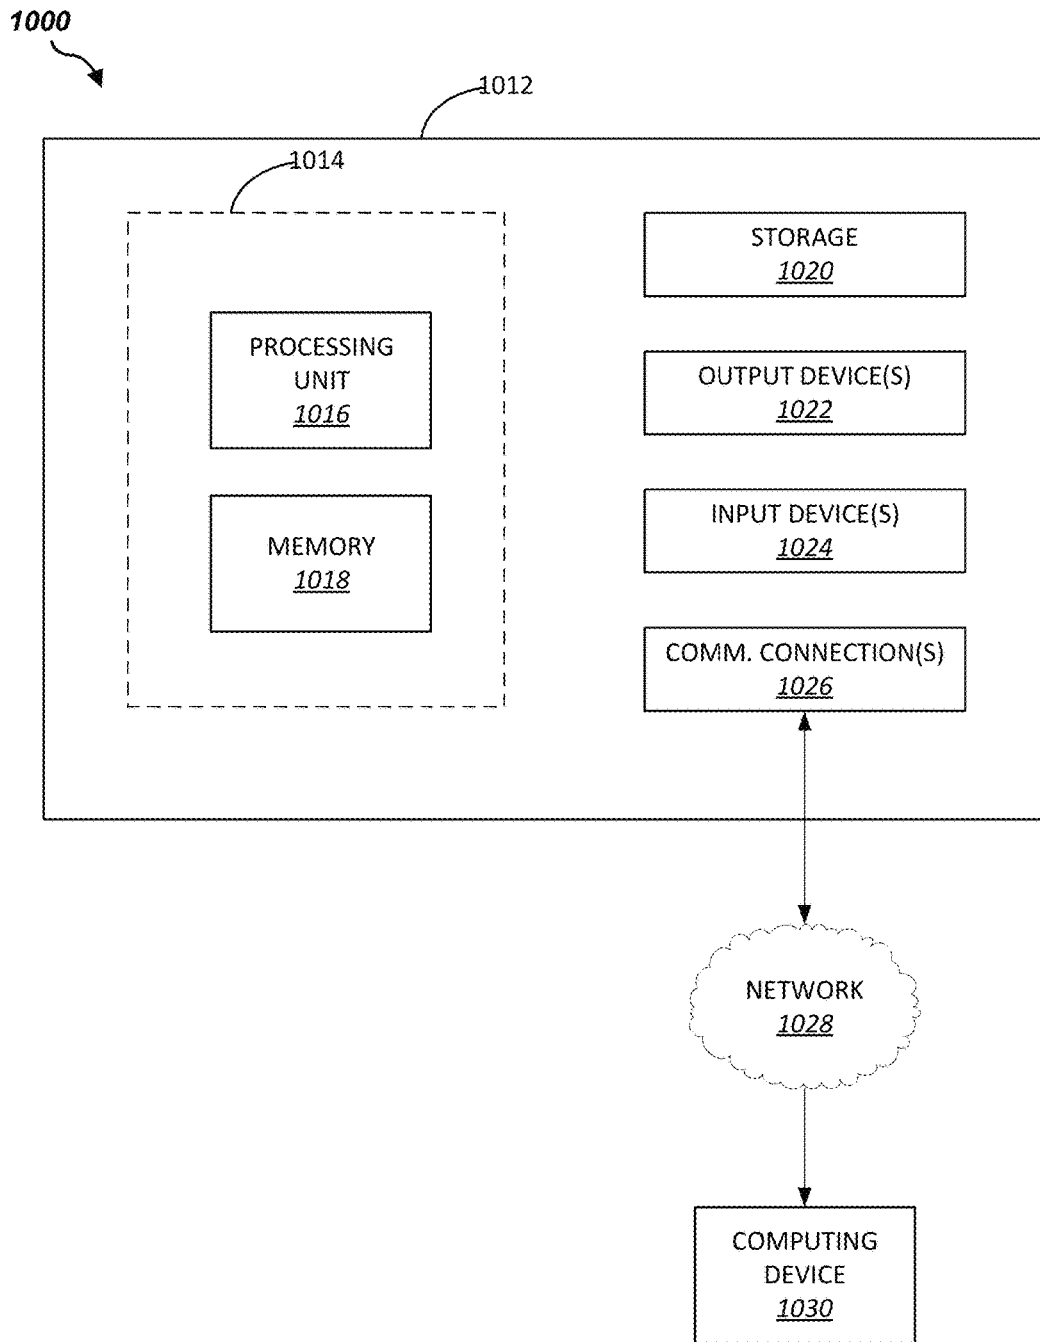 1000
1012
1014
STORAGE
1020
PROCESSING
UNIT
1016
OUTPUT DEVICE(S)
1022
MEMORY
1018
INPUT DEVICE(S)
1024
COMM. CONNECTION(S)
1026
NETWORK
1028
COMPUTING
DEVICE
1030